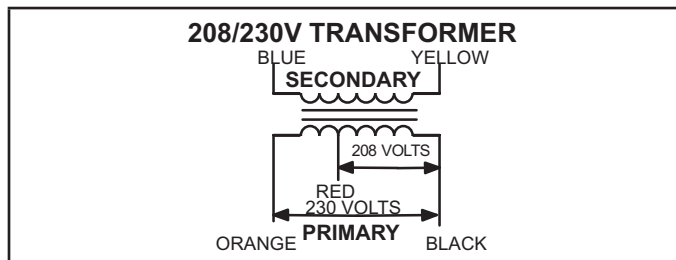 208/230V TRANSFORMER
BLUE YELLOW
SECONDARY
208 VOLTS
RED
230 VOLTS
PRIMARY
ORANGE BLACK